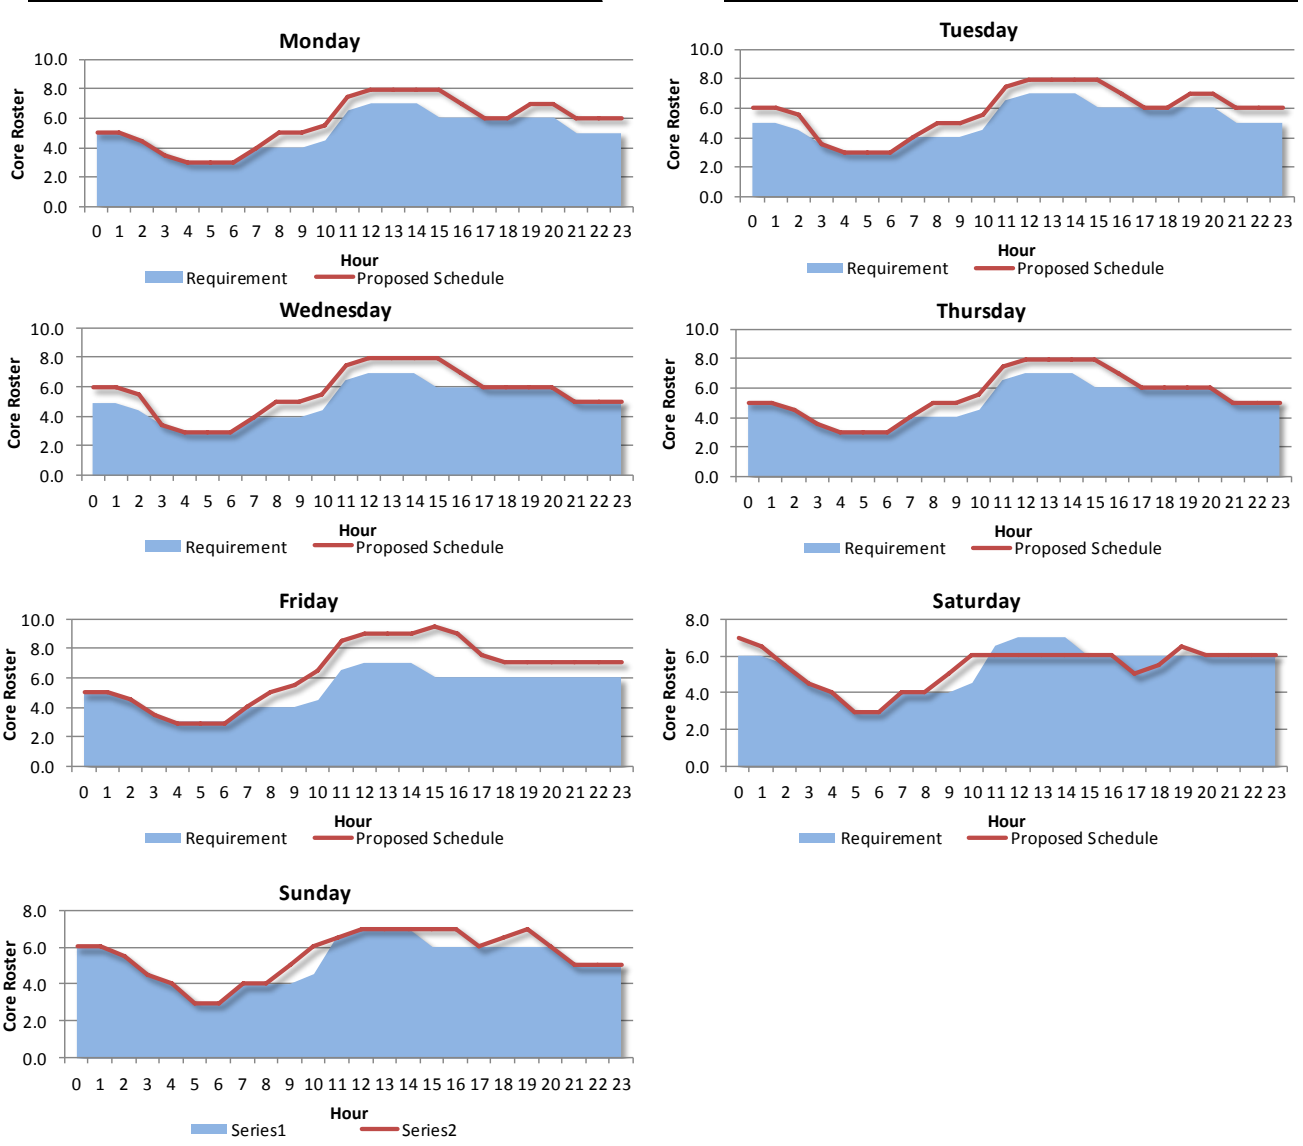 Monday
10.0
8.0
6.0
4.0
2.0
0.0
Core Roster
0 1 2 3 4 5 6 7 8 9 10 11 12 13 14 15 16 17 18 19 20 21 22 23
Hour
Requirement Proposed Schedule
Tuesday
10.0
8.0
6.0
4.0
2.0
0.0
Core Roster
0 1 2 3 4 5 6 7 8 9 10 11 12 13 14 15 16 17 18 19 20 21 22 23
Hour
Requirement Proposed Schedule
Wednesday
10.0
8.0
6.0
4.0
2.0
0.0
Core Roster
0 1 2 3 4 5 6 7 8 9 10 11 12 13 14 15 16 17 18 19 20 21 22 23
Hour
Requirement Proposed Schedule
Thursday
10.0
8.0
6.0
4.0
2.0
0.0
Core Roster
0 1 2 3 4 5 6 7 8 9 10 11 12 13 14 15 16 17 18 19 20 21 22 23
Hour
Requirement Proposed Schedule
Friday
10.0
8.0
6.0
4.0
2.0
0.0
Core Roster
0 1 2 3 4 5 6 7 8 9 10 11 12 13 14 15 16 17 18 19 20 21 22 23
Hour
Requirement Proposed Schedule
Saturday
8.0
6.0
4.0
2.0
0.0
Core Roster
0 1 2 3 4 5 6 7 8 9 10 11 12 13 14 15 16 17 18 19 20 21 22 23
Hour
Requirement Proposed Schedule
Sunday
8.0
6.0
4.0
2.0
0.0
Core Roster
0 1 2 3 4 5 6 7 8 9 10 11 12 13 14 15 16 17 18 19 20 21 22 23
Hour
Series1 Series2